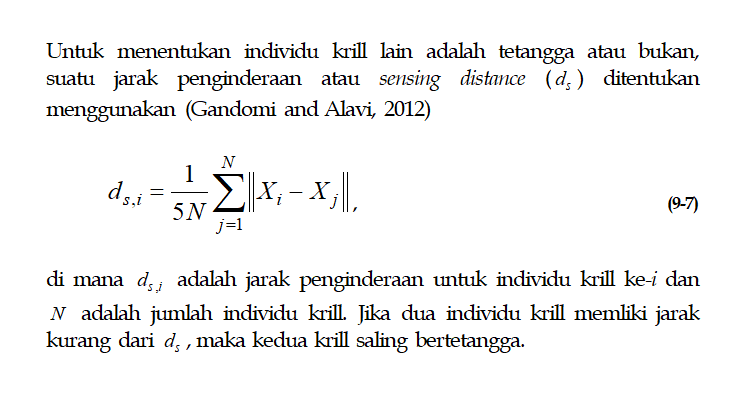 Untuk menentukan individu krill lain adalah tetangga atau bukan,
suatu jarak penginderaan atau sensing distance (d_s) ditentukan
menggunakan (Gandomi and Alavi, 2012)
d_{s,i} = \frac{1}{5N} \sum_{j=1}^{N} \left\| X_i - X_j \right\|, (9-7)
di mana d_{s,i} adalah jarak penginderaan untuk individu krill ke-i dan
N adalah jumlah individu krill. Jika dua individu krill memliki jarak
kurang dari d_s, maka kedua krill saling bertetangga.